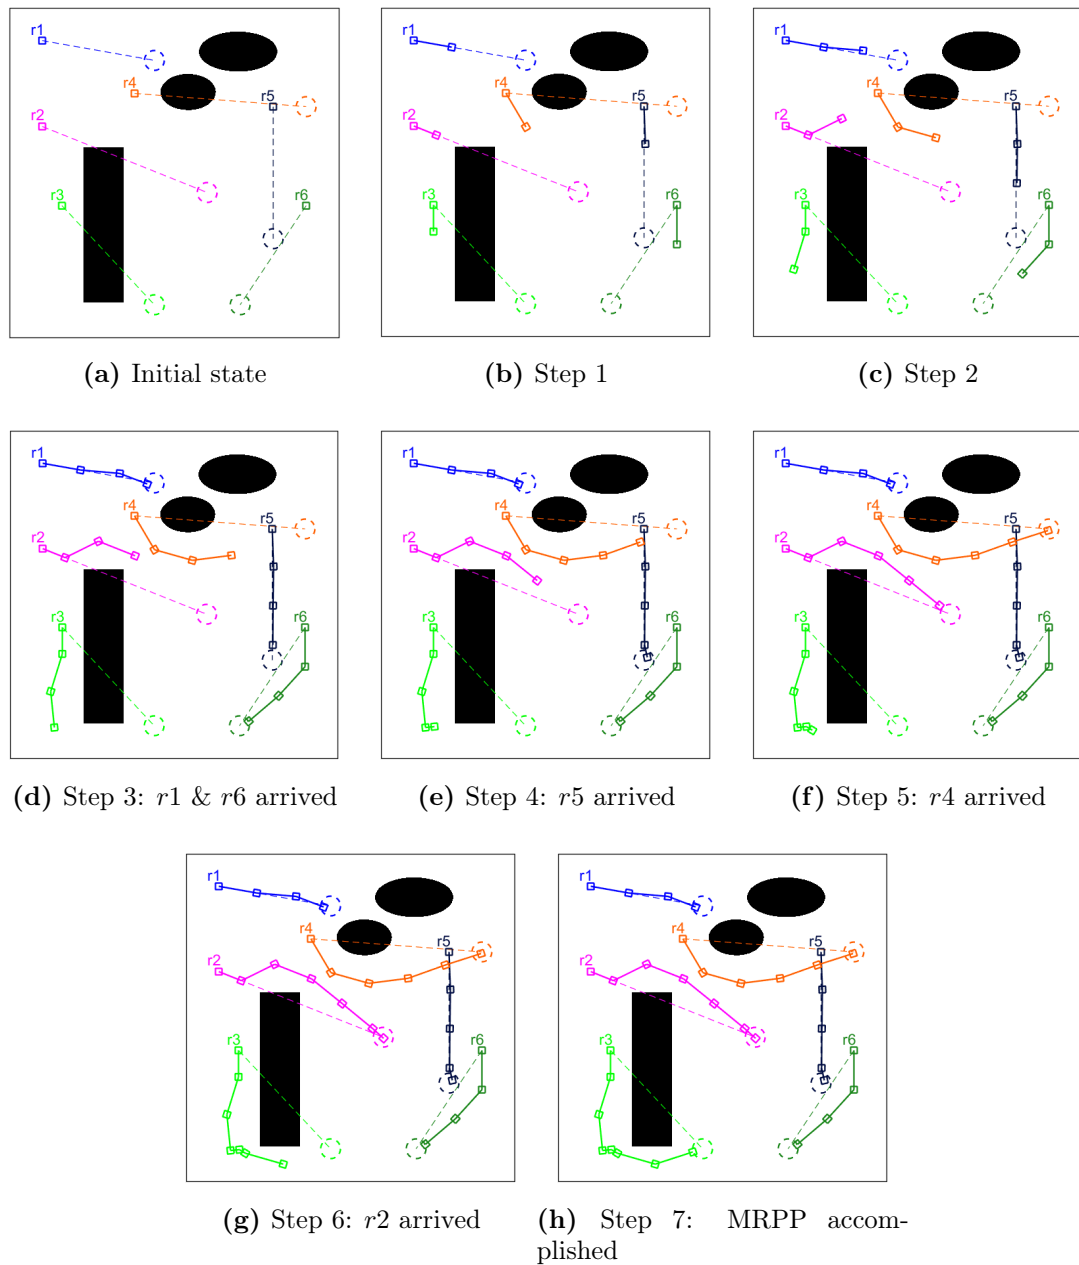 r1
r4
r5
r2
r3
r6
r1
r4
r5
r2
r3
r6
r1
r4
r5
r2
r3
r6
(a) Initial state
(b) Step 1
(c) Step 2
r1
r4
r5
r2
r3
r6
r1
r4
r5
r2
r3
r6
r1
r4
r5
r2
r3
r6
(d) Step 3: r1 & r6 arrived
(e) Step 4: r5 arrived
(f) Step 5: r4 arrived
r1
r4
r5
r2
r3
r6
r1
r4
r5
r2
r3
r6
(g) Step 6: r2 arrived
(h) Step 7: MRPP accom-
plished